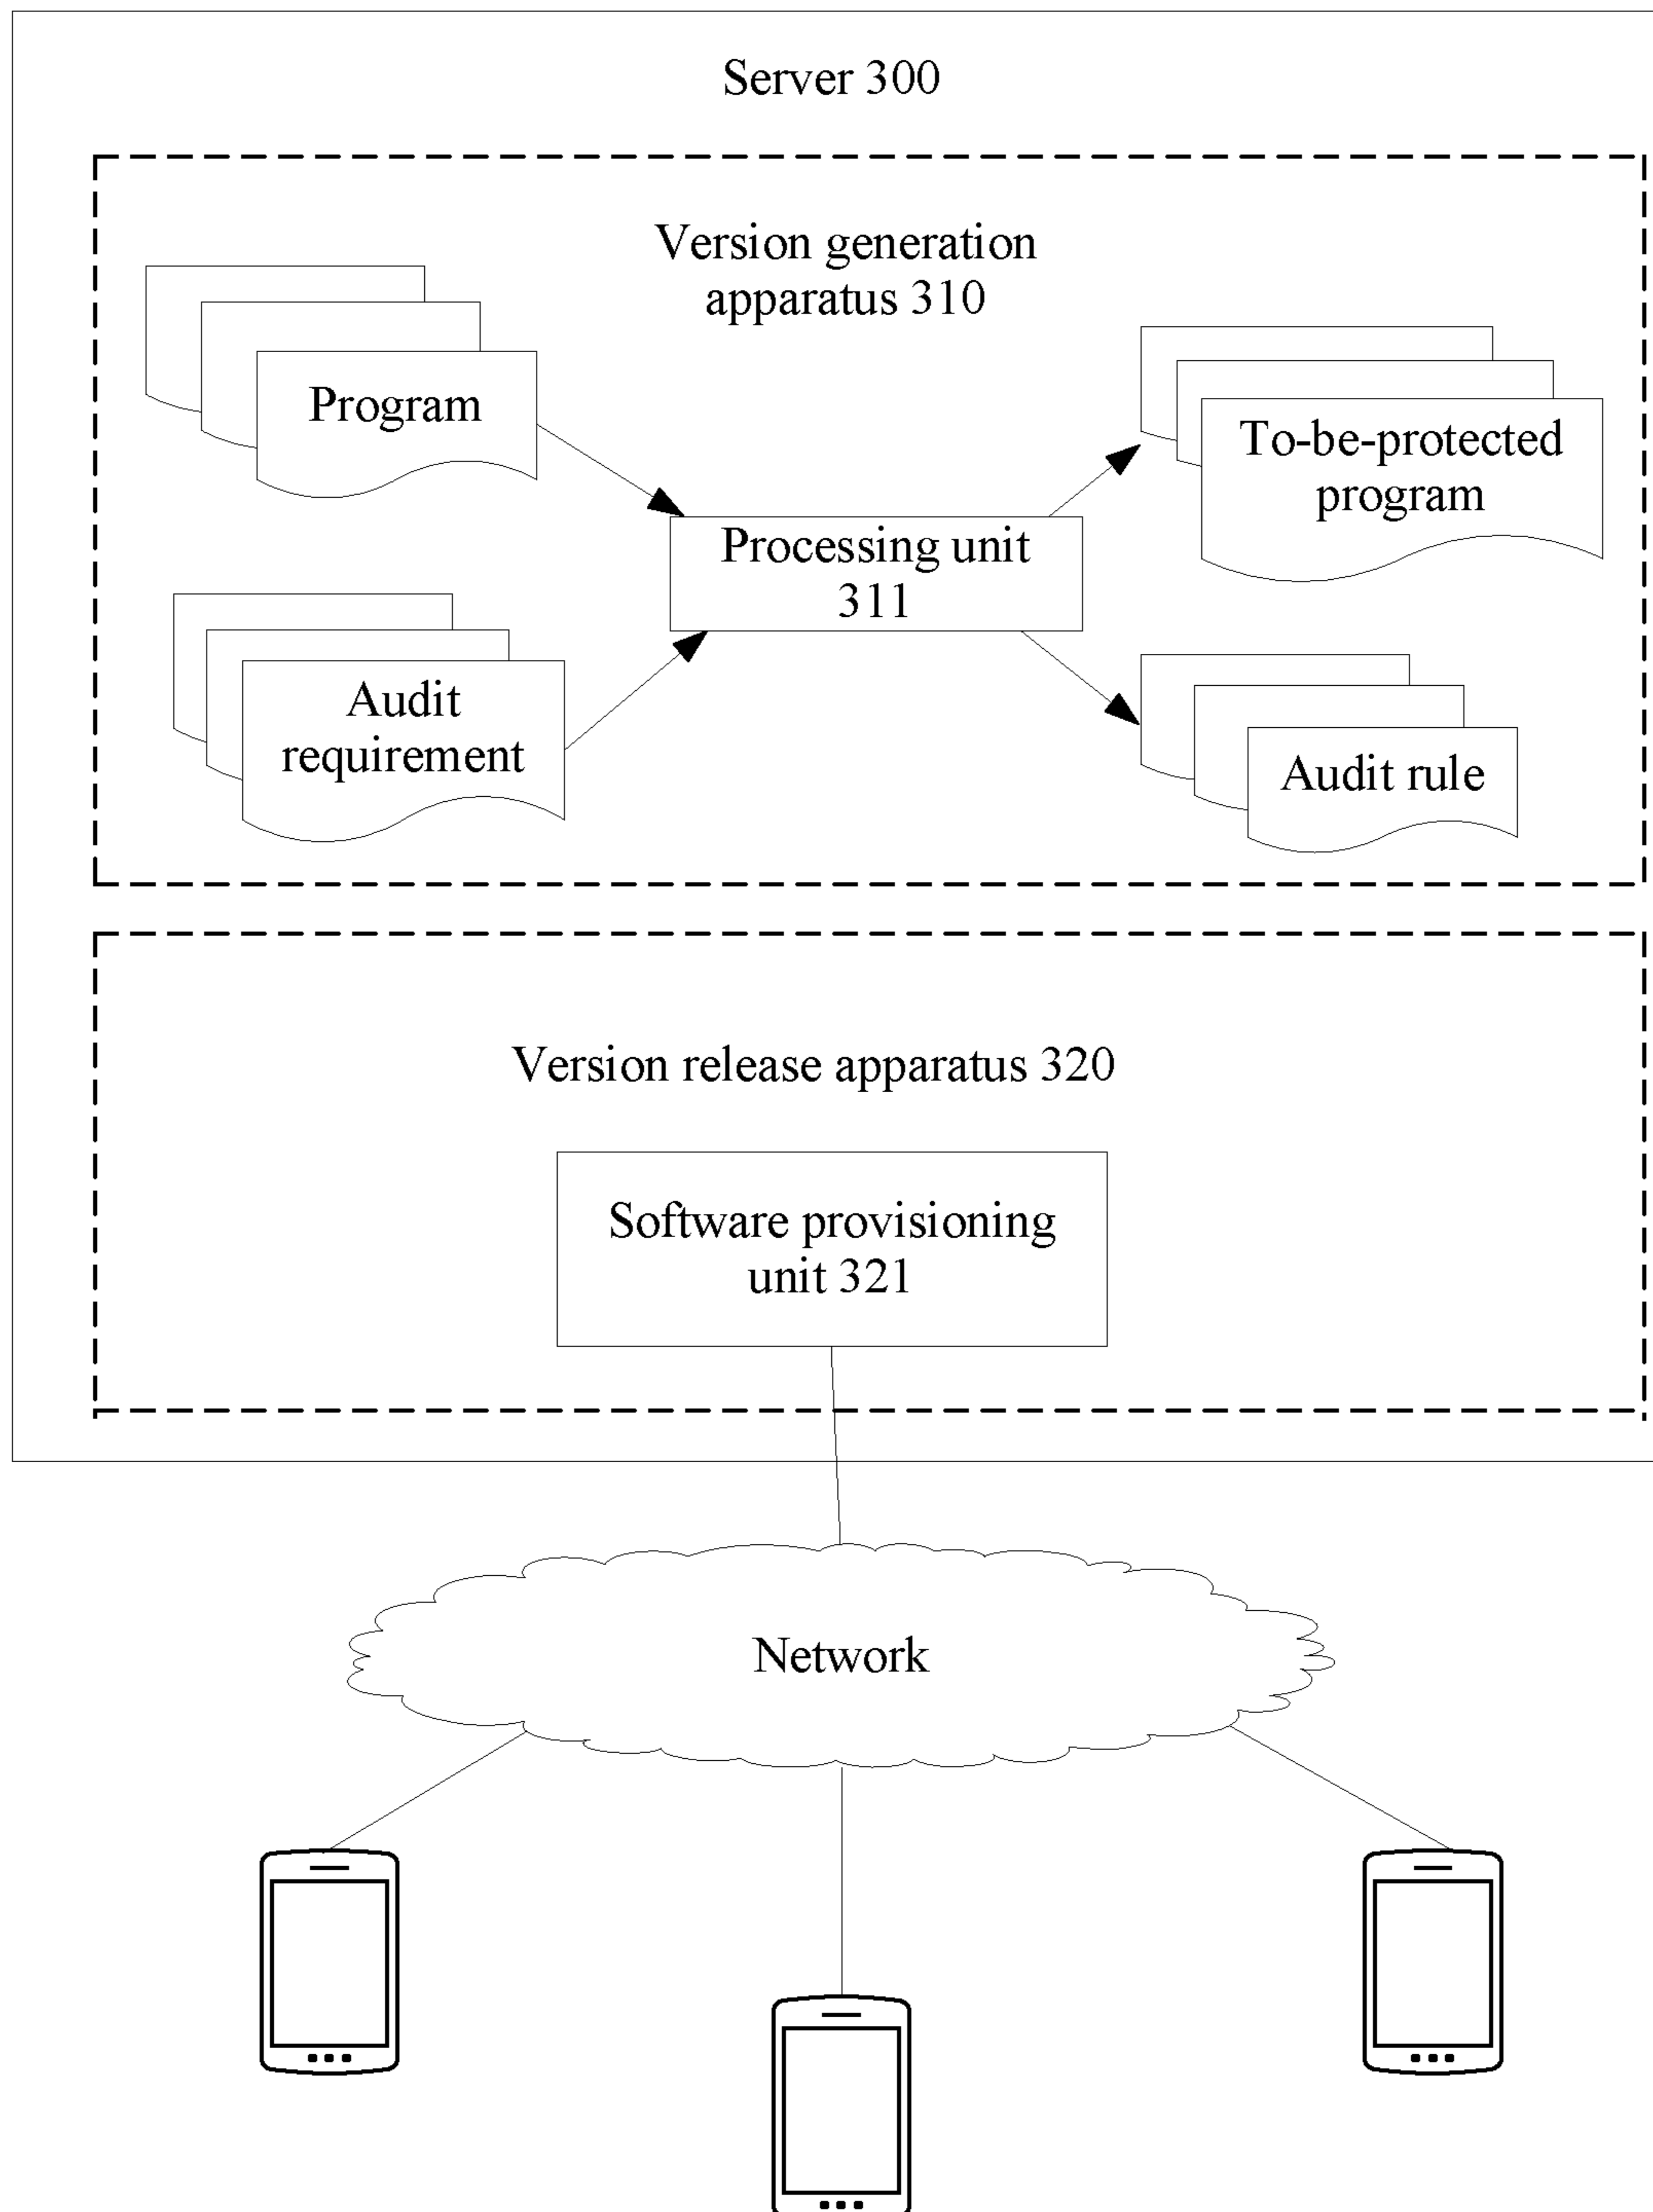 Server 300
Version generation
apparatus 310
Program
To-be-protected
program
Processing unit
311
Audit
requirement
Audit rule
Version release apparatus 320
Software provisioning
unit 321
Network